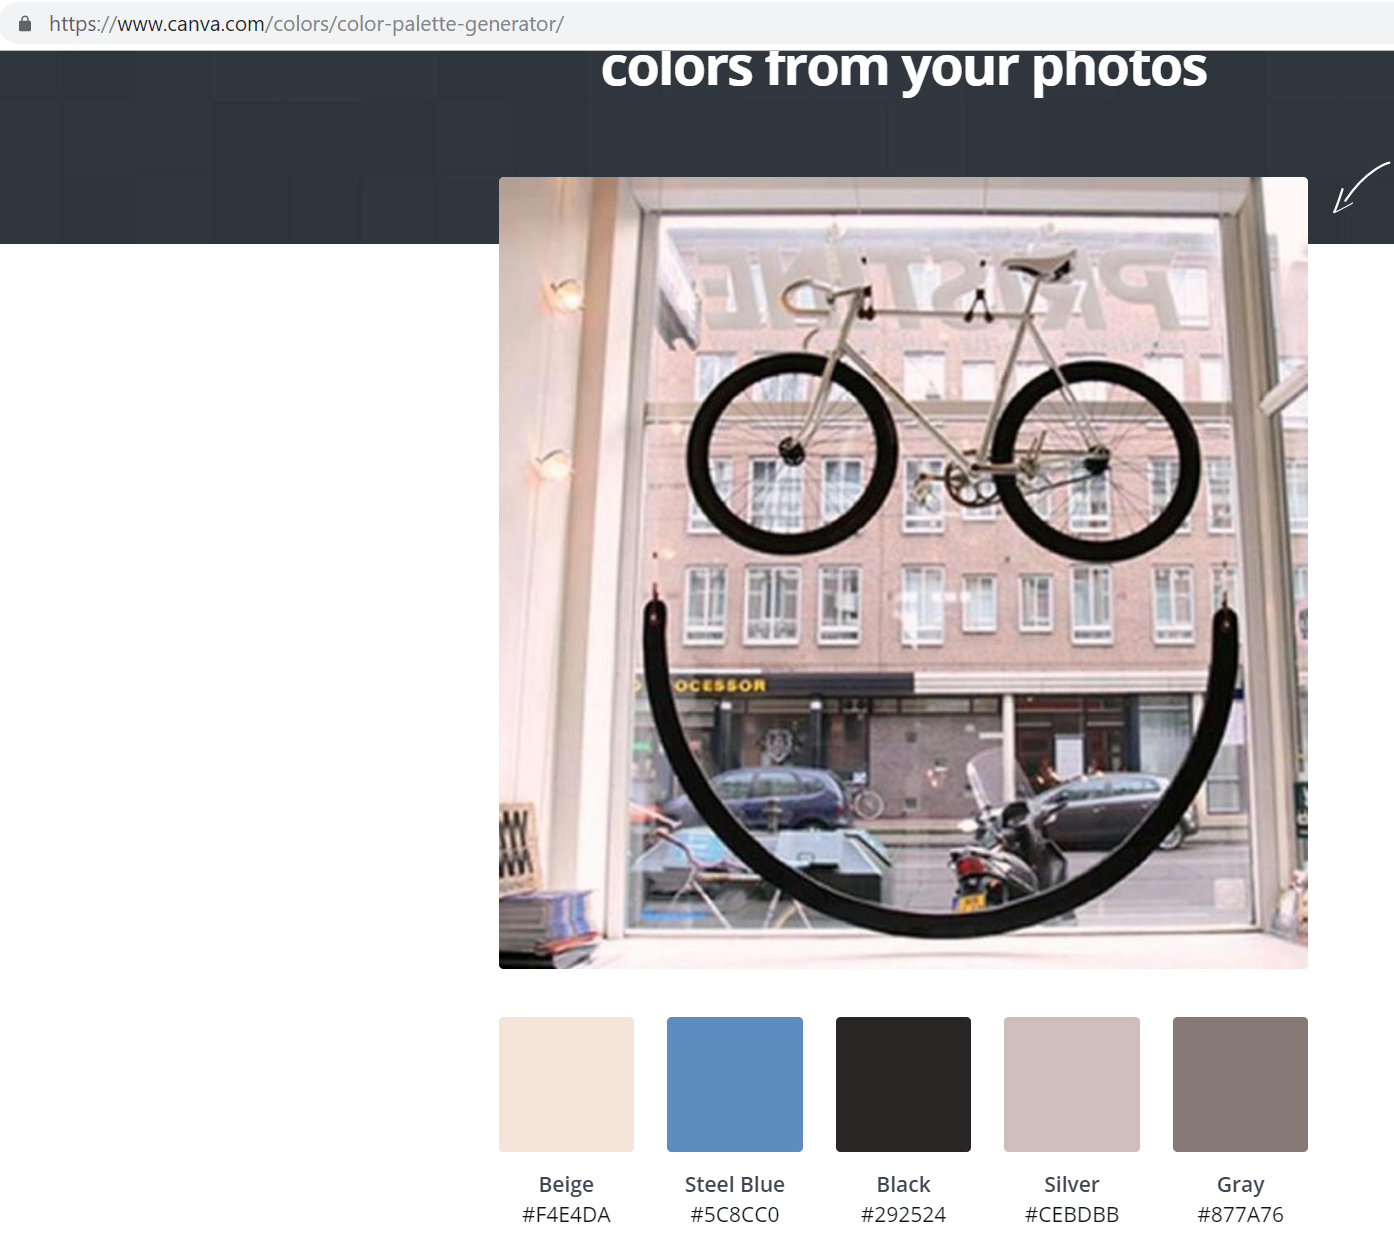 https://www.canva.com/colors/color-palette-generator/
colors from your photos
PRISTINE
OCESSOR
Beige
Steel Blue
Black
Silver
Gray
#F4E4DA
#5C8CC0
#292524
#CEBDBB
#877A76